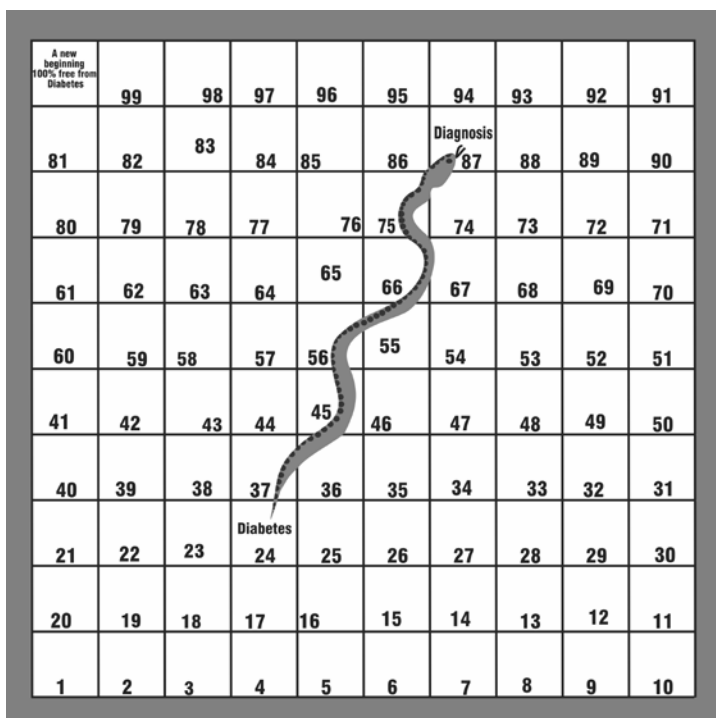 A new
beginning
100% free from
Diabetes
99 98 97 96 95 94 93 92 91
Diagnosis
81 82 83 84 85 86 87 88 89 90
80 79 78 77 76 75 74 73 72 71
61 62 63 64 65 66 67 68 69 70
60 59 58 57 56 55 54 53 52 51
41 42 43 44 45 46 47 48 49 50
40 39 38 37 36 35 34 33 32 31
Diabetes
21 22 23 24 25 26 27 28 29 30
20 19 18 17 16 15 14 13 12 11
1 2 3 4 5 6 7 8 9 10